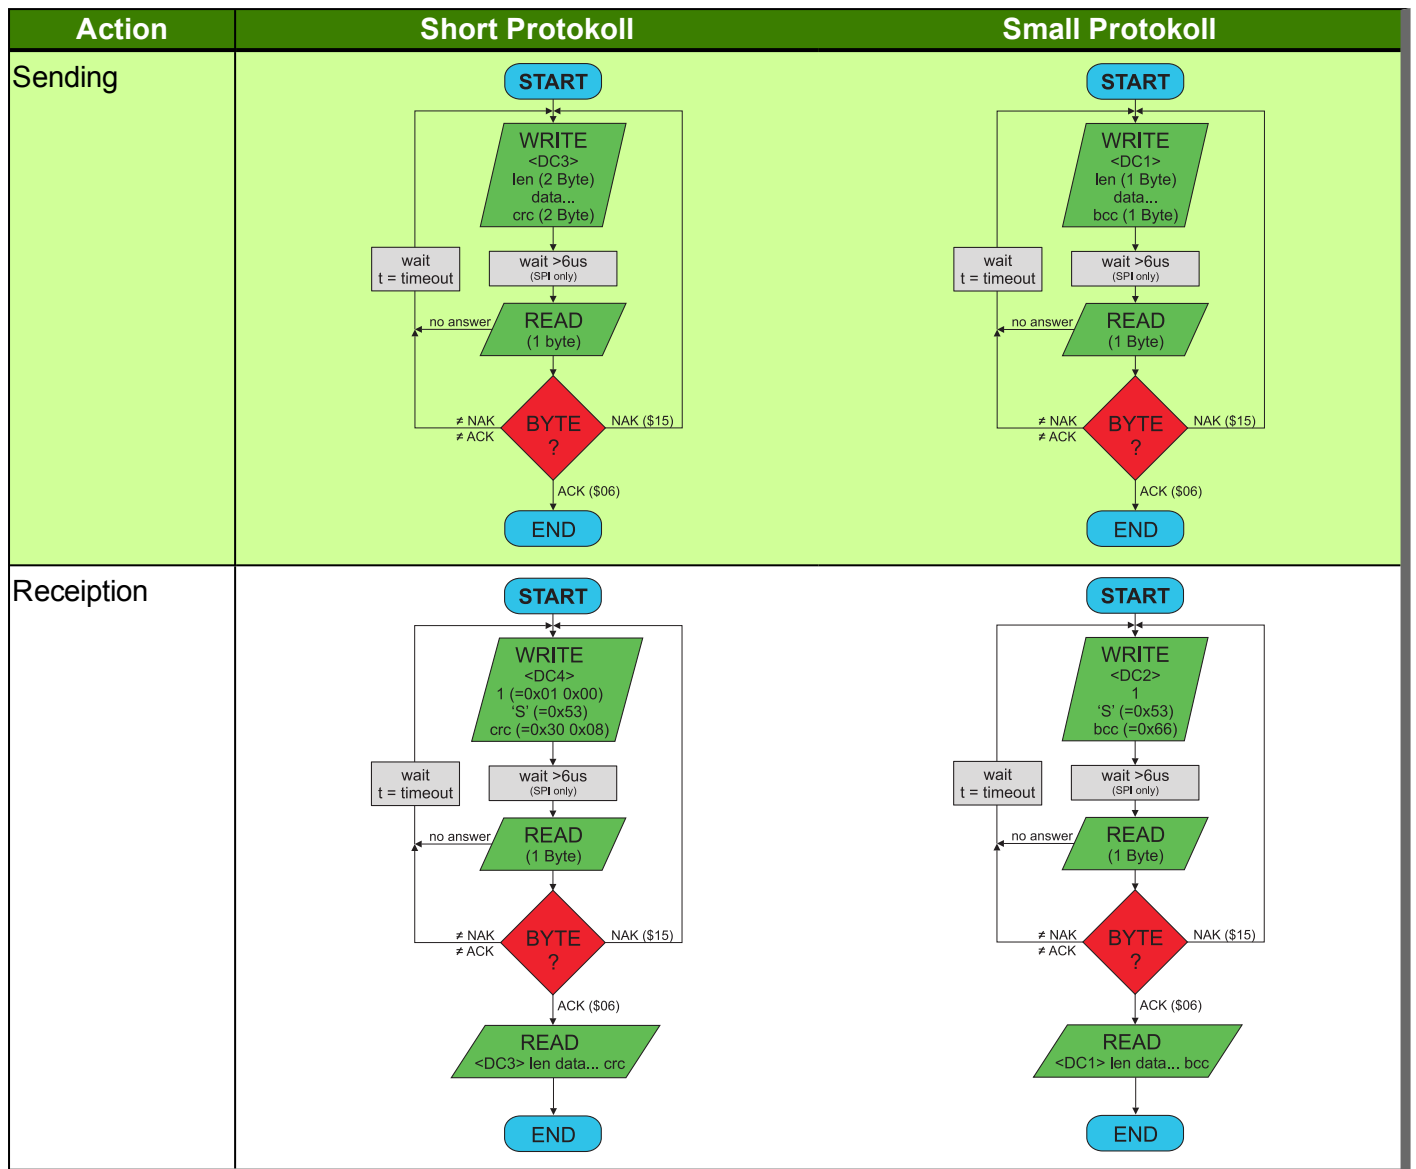 Action
Short Protokoll
Small Protokoll
Sending
START
WRITE
<DC3>
len (2 Byte)
data...
crc (2 Byte)
wait
t = timeout
wait >6us
(SPI only)
no answer
READ
(1 byte)
≠ NAK
≠ ACK
BYTE
?
NAK ($15)
ACK ($06)
END
START
WRITE
<DC1>
len (1 Byte)
data...
bcc (1 Byte)
wait
t = timeout
wait >6us
(SPI only)
no answer
READ
(1 Byte)
≠ NAK
≠ ACK
BYTE
?
NAK ($15)
ACK ($06)
END
Receiption
START
WRITE
<DC4>
1 (=0x01 0x00)
‘S’ (=0x53)
crc (=0x30 0x08)
wait
t = timeout
wait >6us
(SPI only)
no answer
READ
(1 Byte)
≠ NAK
≠ ACK
BYTE
?
NAK ($15)
ACK ($06)
READ
<DC3> len data... crc
END
START
WRITE
<DC2>
1
‘S’ (=0x53)
bcc (=0x66)
wait
t = timeout
wait >6us
(SPI only)
no answer
READ
(1 Byte)
≠ NAK
≠ ACK
BYTE
?
NAK ($15)
ACK ($06)
READ
<DC1> len data... bcc
END